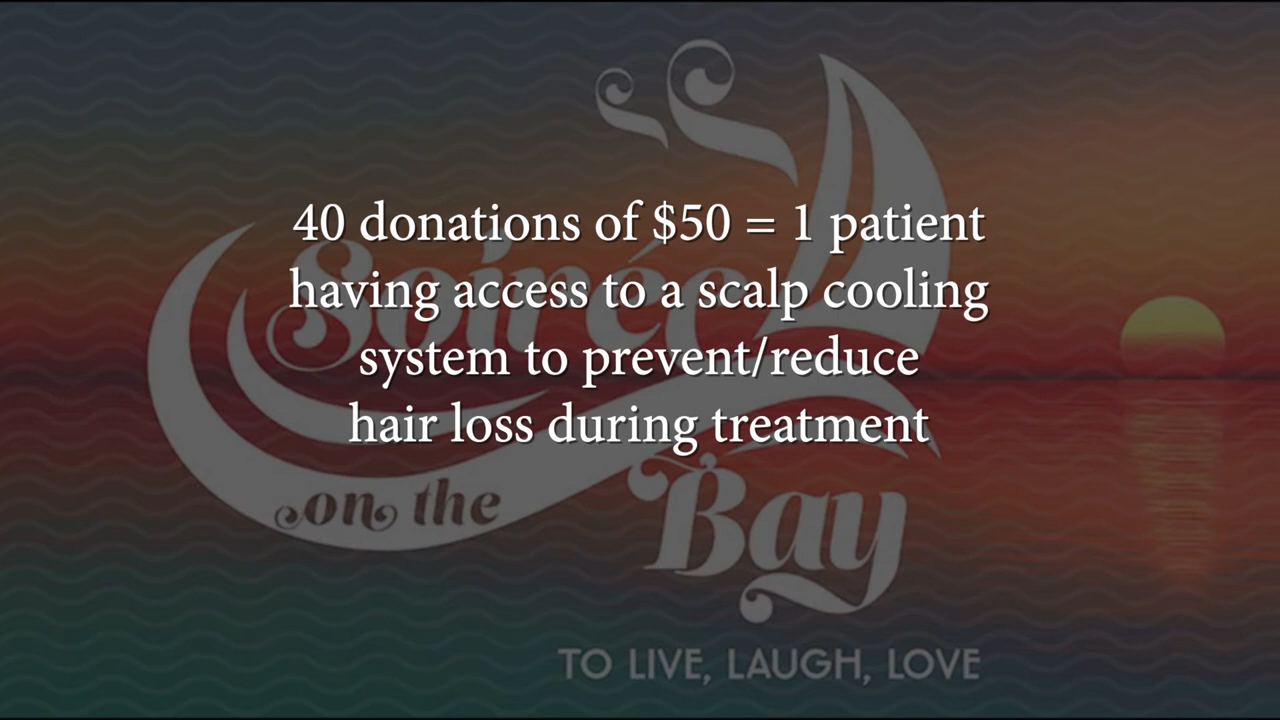 40 donations of $50 = 1 patient
having access to a scalp cooling
system to prevent/reduce
hair loss during treatment
Soirée
on the
Bay
TO LIVE, LAUGH, LOVE